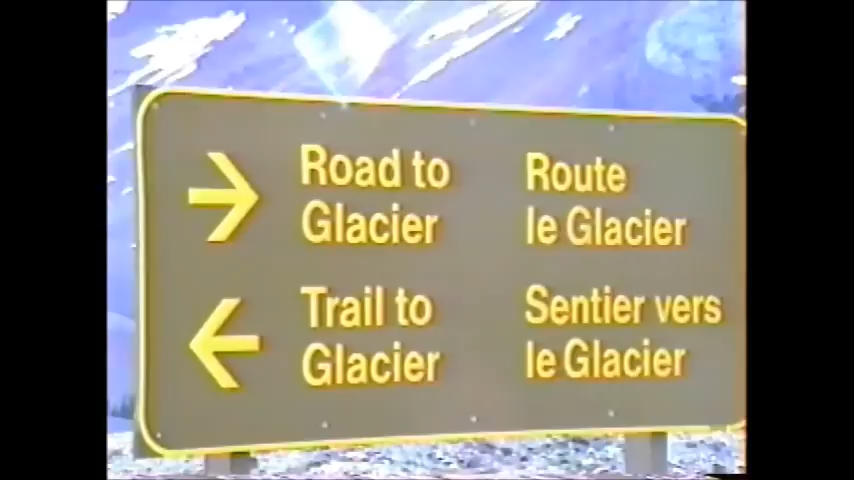 Road to
Glacier
Route
le Glacier
Trail to
Glacier
Sentier vers
le Glacier